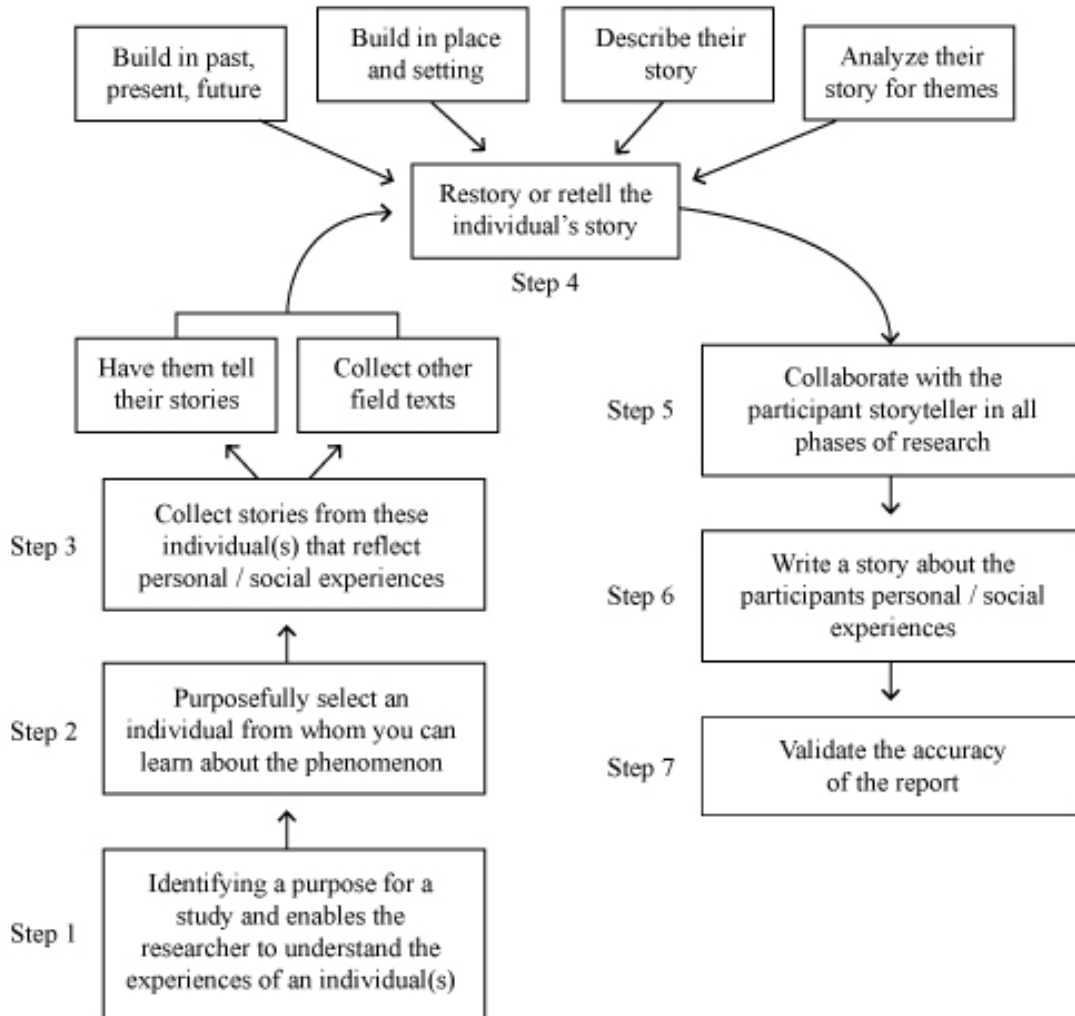 Build in past,
present, future
Build in place
and setting
Describe their
story
Analyze their
story for themes
Restory or retell the
individual's story
Step 4
Have them tell
their stories
Collect other
field texts
Step 3
Collect stories from these
individual(s) that reflect
personal / social experiences
Step 2
Purposefully select an
individual from whom you can
learn about the phenomenon
Step 1
Identifying a purpose for a
study and enables the
researcher to understand the
experiences of an individual(s)
Step 5
Collaborate with the
participant storyteller in all
phases of research
Step 6
Write a story about the
participants personal / social
experiences
Step 7
Validate the accuracy
of the report